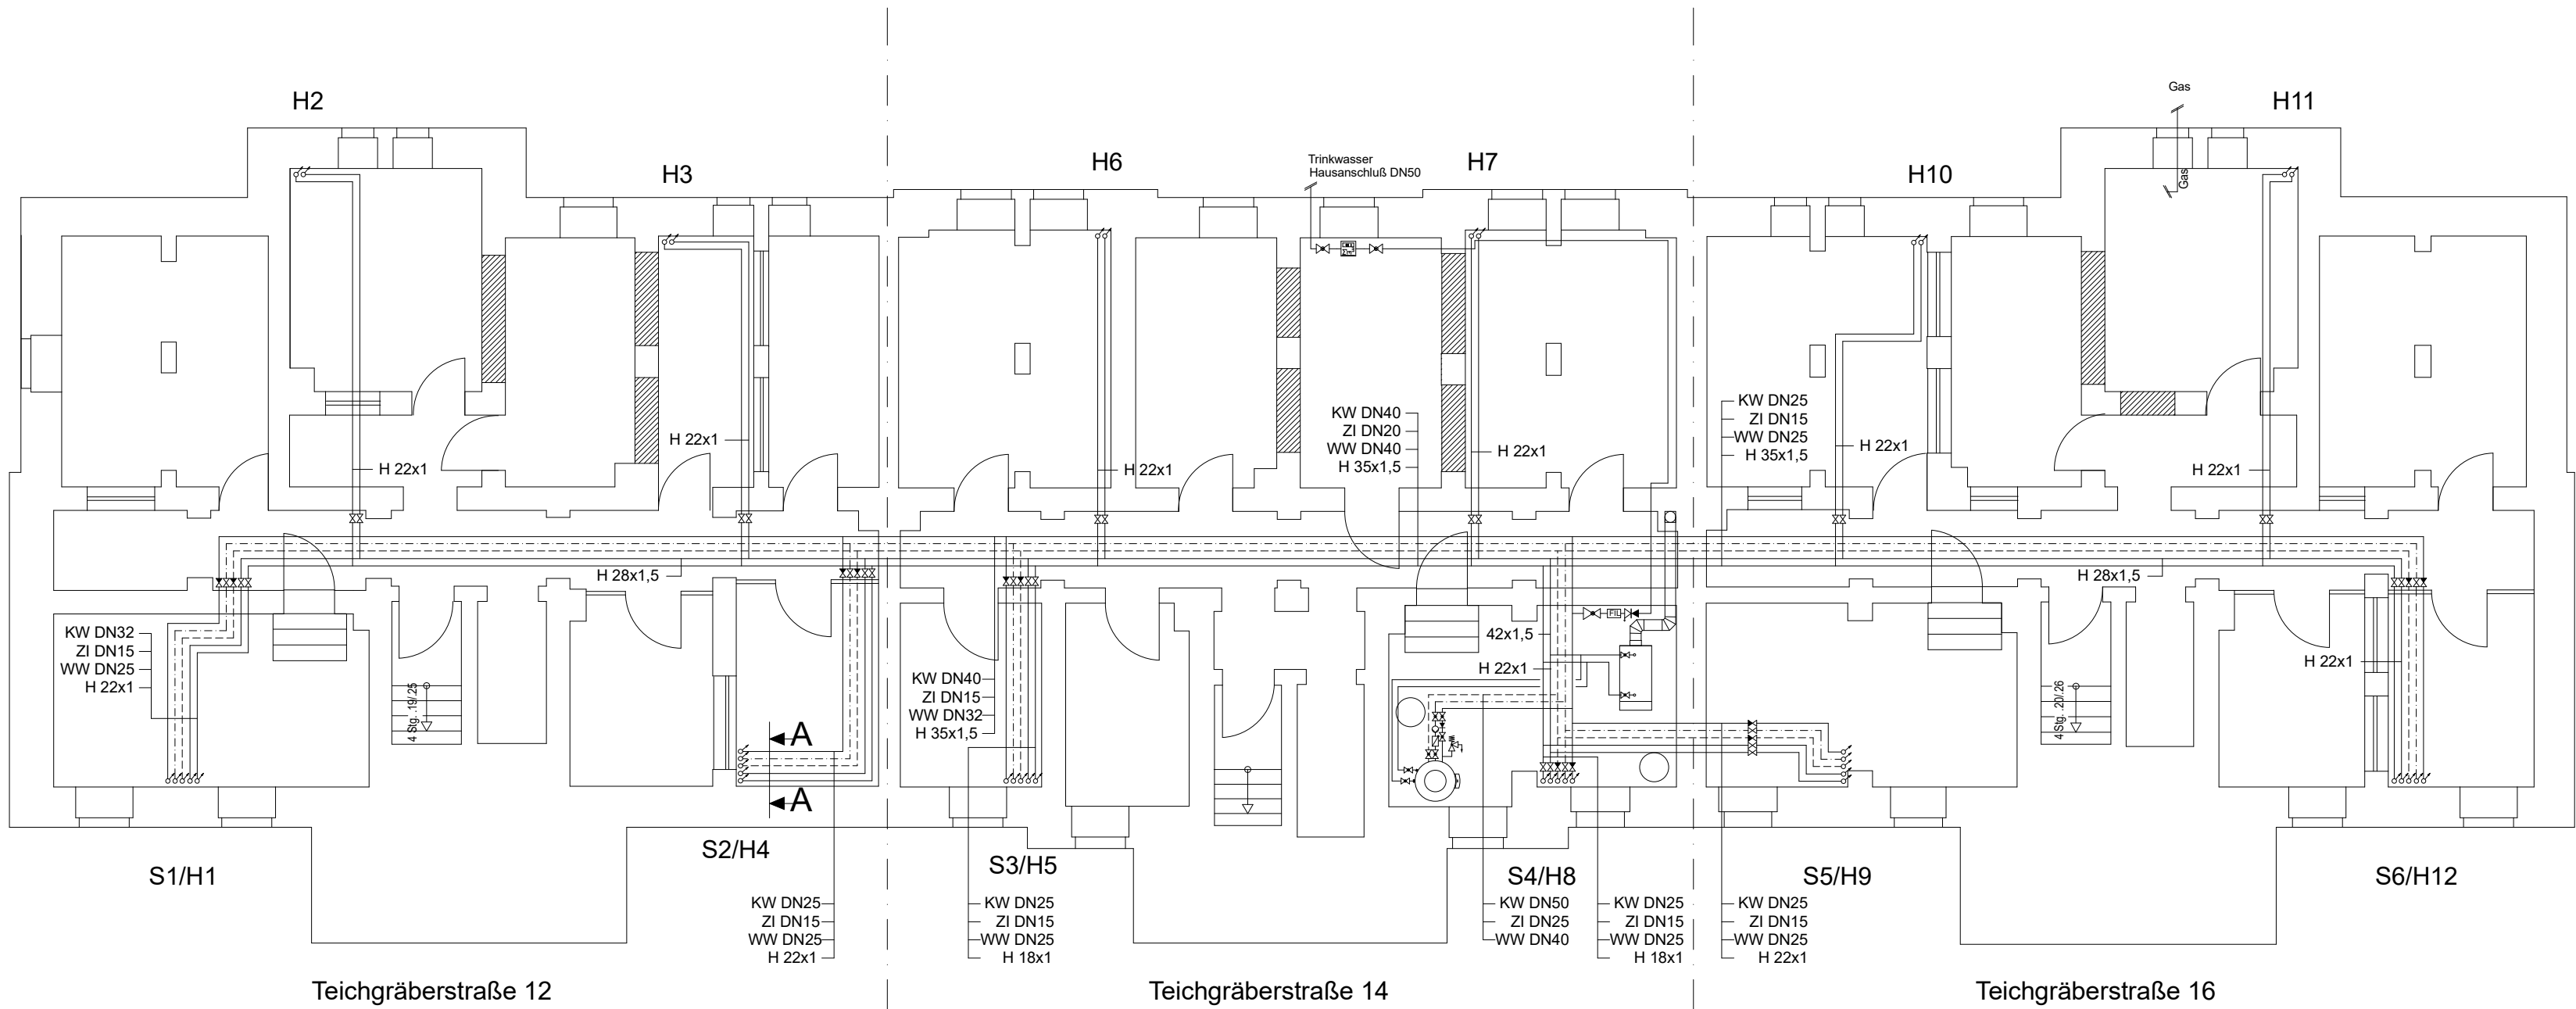 Gas
H2
H11
H6
Trinkwasser
Hausanschluß DN50
H7
H3
H10
Gas
KW DN40
ZI DN20
WW DN40
H 35x1,5
KW DN25
ZI DN15
WW DN25
H 35x1,5
H 22x1
H 22x1
H 22x1
H 22x1
H 22x1
H 22x1
H 28x1,5
H 28x1,5
FIL
KW DN32
ZI DN15
WW DN25
H 22x1
42x1,5
H 22x1
H 22x1
KW DN40
ZI DN15
WW DN32
H 35x1,5
4 Stg. 19/.25
4 Stg. 20/.26
A
A
S1/H1
S2/H4
S3/H5
S4/H8
S5/H9
S6/H12
KW DN25
ZI DN15
WW DN25
H 22x1
KW DN25
ZI DN15
WW DN25
H 18x1
KW DN50
ZI DN25
WW DN40
KW DN25
ZI DN15
WW DN25
H 18x1
KW DN25
ZI DN15
WW DN25
H 22x1
Teichgräberstraße 12
Teichgräberstraße 14
Teichgräberstraße 16